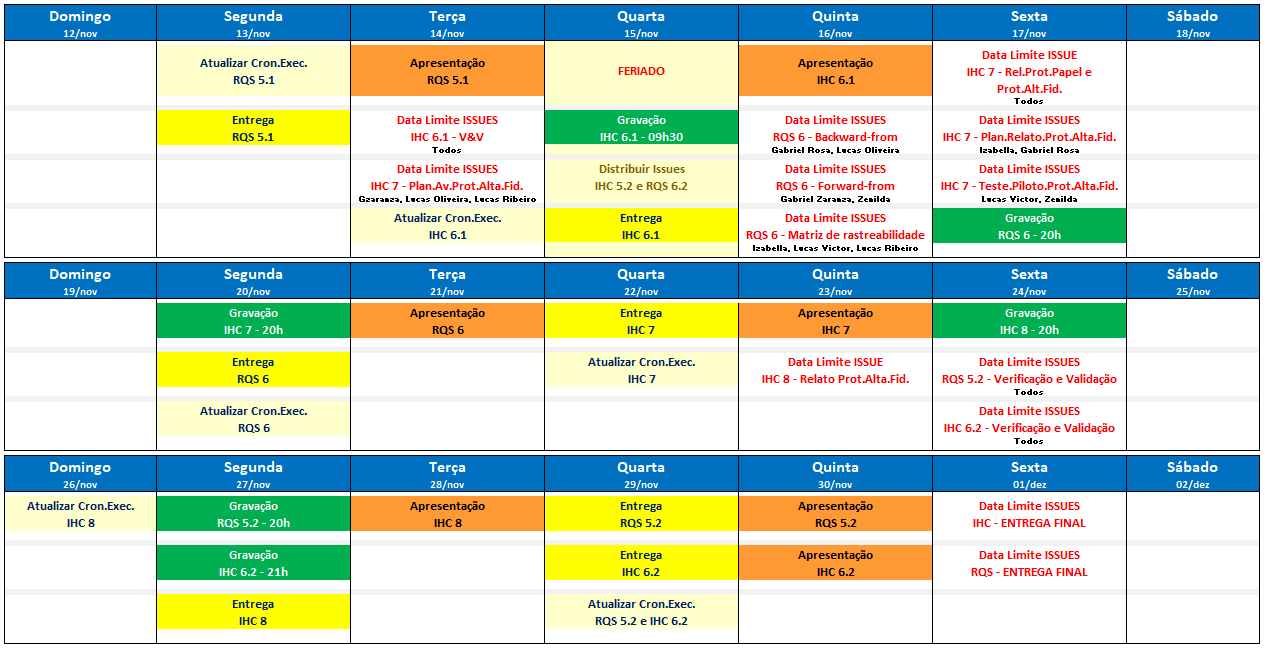 Domingo
12/nov
Segunda
13/nov
Terça
14/nov
Quarta
15/nov
Quinta
16/nov
Sexta
17/nov
Sábado
18/nov
Atualizar Cron.Exec.
RQS 5.1
Apresentação
RQS 5.1
FERIADO
Apresentação
IHC 6.1
Data Limite ISSUE
IHC 7 - Rel.Prot.Papel e
Prot.Alt.Fid.
Todos
Entrega
RQS 5.1
Data Limite ISSUES
IHC 6.1 - V&V
Todos
Gravação
IHC 6.1 - 09h30
Data Limite ISSUES
RQS 6 - Backward-from
Gabriel Rosa, Lucas Oliveira
Data Limite ISSUES
IHC 7 - Plan.Relato.Prot.Alta.Fid.
Izabella, Gabriel Rosa
Data Limite ISSUES
IHC 7 - Plan.Av.Prot.Alta.Fid.
Gzaranza, Lucas Oliveira, Lucas Ribeiro
Distribuir Issues
IHC 5.2 e RQS 6.2
Data Limite ISSUES
RQS 6 - Forward-from
Gabriel Zaranza, Zenilda
Data Limite ISSUES
IHC 7 - Teste.Piloto.Prot.Alta.Fid.
Lucas Victor, Zenilda
Atualizar Cron.Exec.
IHC 6.1
Entrega
IHC 6.1
Data Limite ISSUES
RQS 6 - Matriz de rastreabilidade
Izabella, Lucas Victor, Lucas Ribeiro
Gravação
RQS 6 - 20h
Domingo
19/nov
Segunda
20/nov
Terça
21/nov
Quarta
22/nov
Quinta
23/nov
Sexta
24/nov
Sábado
25/nov
Gravação
IHC 7 - 20h
Apresentação
RQS 6
Entrega
IHC 7
Apresentação
IHC 7
Gravação
IHC 8 - 20h
Entrega
RQS 6
Atualizar Cron.Exec.
IHC 7
Data Limite ISSUE
IHC 8 - Relato Prot.Alta.Fid.
Data Limite ISSUES
RQS 5.2 - Verificação e Validação
Todos
Atualizar Cron.Exec.
RQS 6
Data Limite ISSUES
IHC 6.2 - Verificação e Validação
Todos
Domingo
26/nov
Segunda
27/nov
Terça
28/nov
Quarta
29/nov
Quinta
30/nov
Sexta
01/dez
Sábado
02/dez
Atualizar Cron.Exec.
IHC 8
Gravação
RQS 5.2 - 20h
Apresentação
IHC 8
Entrega
RQS 5.2
Apresentação
RQS 5.2
Data Limite ISSUES
IHC - ENTREGA FINAL
Gravação
IHC 6.2 - 21h
Entrega
IHC 6.2
Apresentação
IHC 6.2
Data Limite ISSUES
RQS - ENTREGA FINAL
Entrega
IHC 8
Atualizar Cron.Exec.
RQS 5.2 e IHC 6.2